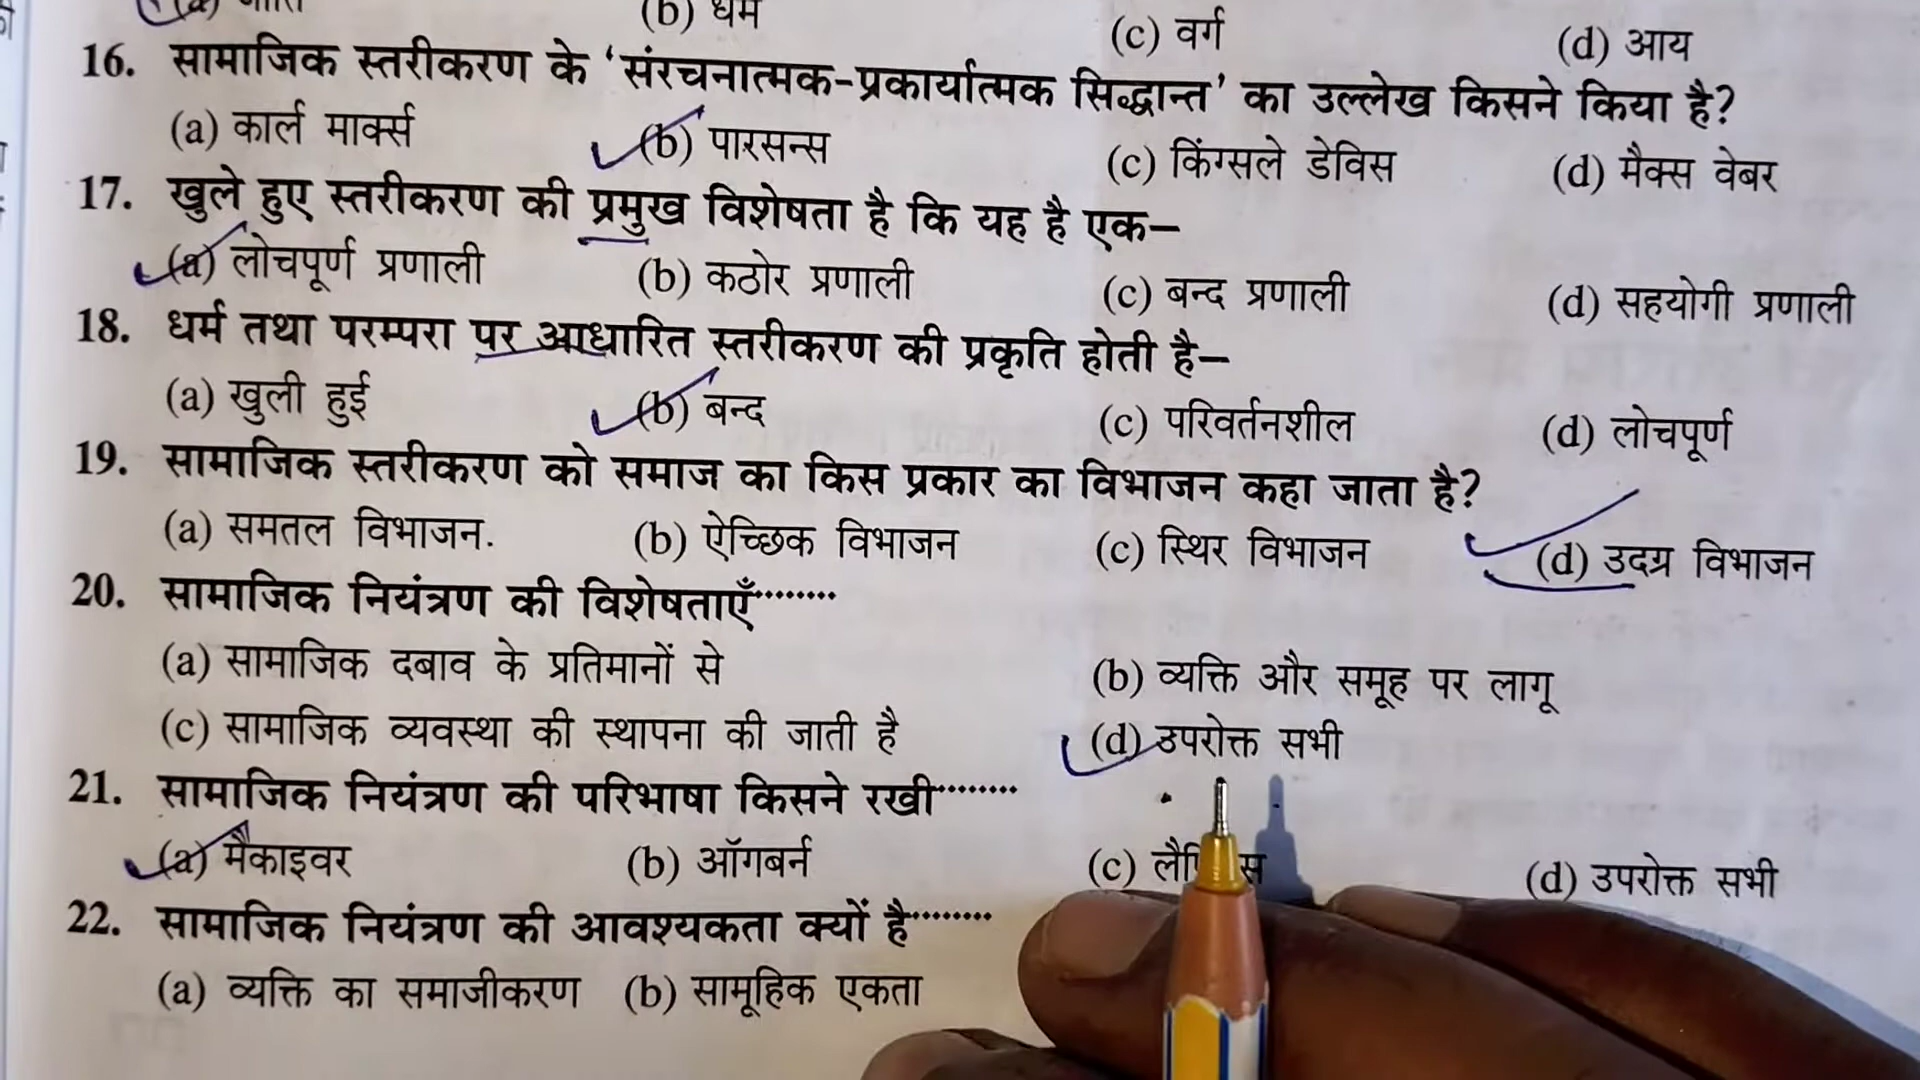 (b) धर्म (c) वर्ग (d) आय
16. सामाजिक स्तरीकरण के ‘संरचनात्मक-प्रकार्यात्मक सिद्धान्त’ का उल्लेख किसने किया है?
(a) कार्ल मार्क्स (b) पारसन्स (c) किंग्सले डेविस (d) मैक्स वेबर
17. खुले हुए स्तरीकरण की प्रमुख विशेषता है कि यह है एक–
(a) लोचपूर्ण प्रणाली (b) कठोर प्रणाली (c) बन्द प्रणाली (d) सहयोगी प्रणाली
18. धर्म तथा परम्परा पर आधारित स्तरीकरण की प्रकृति होती है–
(a) खुली हुई (b) बन्द (c) परिवर्तनशील (d) लोचपूर्ण
19. सामाजिक स्तरीकरण को समाज का किस प्रकार का विभाजन कहा जाता है?
(a) समतल विभाजन. (b) ऐच्छिक विभाजन (c) स्थिर विभाजन (d) उदग्र विभाजन
20. सामाजिक नियंत्रण की विशेषताएँ........
(a) सामाजिक दबाव के प्रतिमानों से (b) व्यक्ति और समूह पर लागू
(c) सामाजिक व्यवस्था की स्थापना की जाती है (d) उपरोक्त सभी
21. सामाजिक नियंत्रण की परिभाषा किसने रखी........
(a) मैकाइवर (b) ऑगबर्न (c) (d) उपरोक्त सभी
22. सामाजिक नियंत्रण की आवश्यकता क्यों है........
(a) व्यक्ति का समाजीकरण (b) सामूहिक एकता